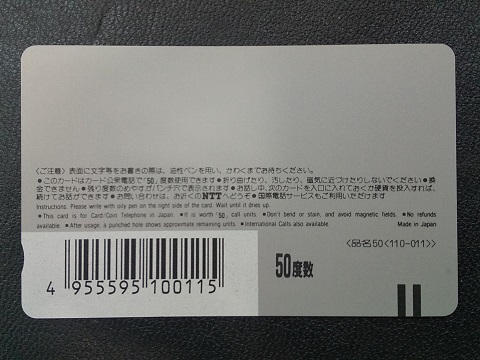 〈ご注意〉表面に文字等をお書きの際は、油性ペンを用い、かわくまでお待ちください。
●このカードはカード公衆電話で「50」度数使用できます●折り曲げたり、汚したり、磁気に近づけたりしないでください●換
金できません●残り度数のめやすがパンチ穴で表示されます●お話し中、次のカードを入口に入れておくか硬貨を投入すれば、
続けてお話ができます●お問い合わせは、お近くのNTTへどうぞ●国際電話サービスもご利用いただけます
Instructions. Please write with oily pen on the right side of the card. Wait until it dries up.
●This card is for Card/Coin Telephone in Japan. ●It is worth「50」call units. ●Don't bend or stain, and avoid magnetic fields. ●No refunds
available. ●After usage, a punched hole shows approximate remaining units. ●International Calls also available. Made in Japan
〈品名50〈110-011〉〉
50度数
4 955595 100115